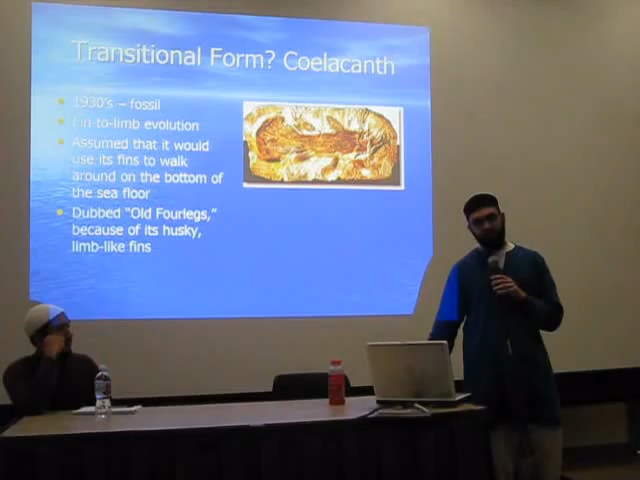 Transitional Form? Coelacanth
1930's – fossil
Fin-to-limb evolution
Assumed that it would
use its fins to walk
around on the bottom of
the sea floor
Dubbed "Old Fourlegs,"
because of its husky,
limb-like fins